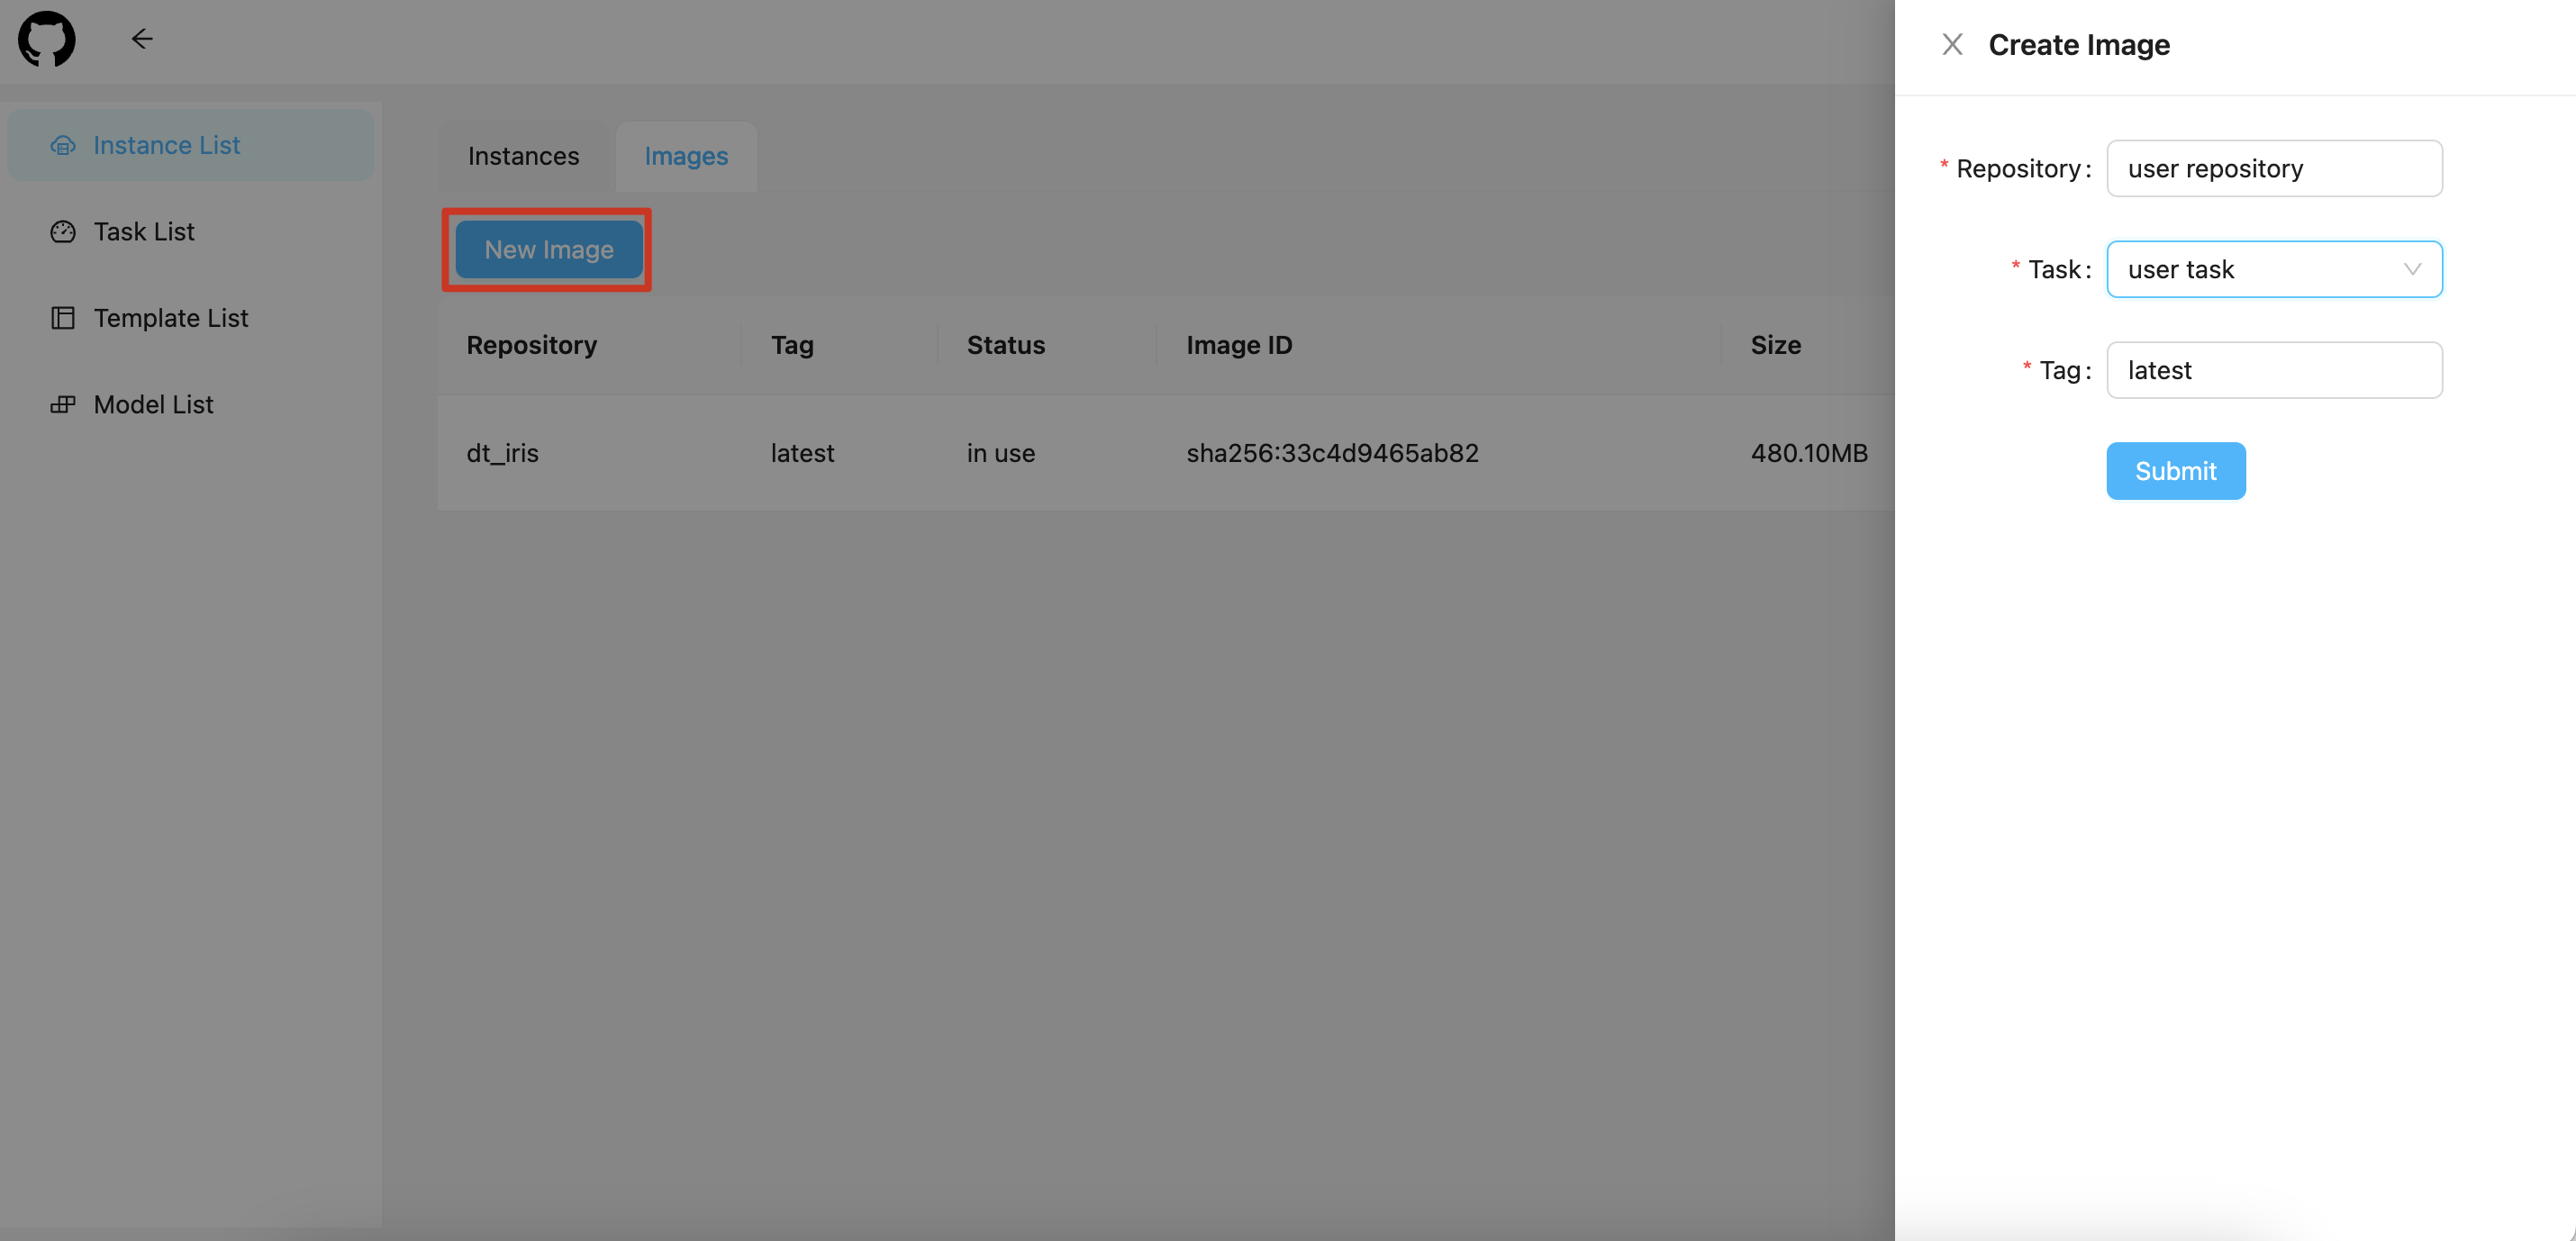 Create Image
Instance List
Task List
Template List
Model List
Instances Images
New Image
Repository Tag Status Image ID Size
dt_iris latest in use sha256:33c4d9465ab82 480.10MB
* Repository: user repository
* Task: user task
* Tag: latest
Submit